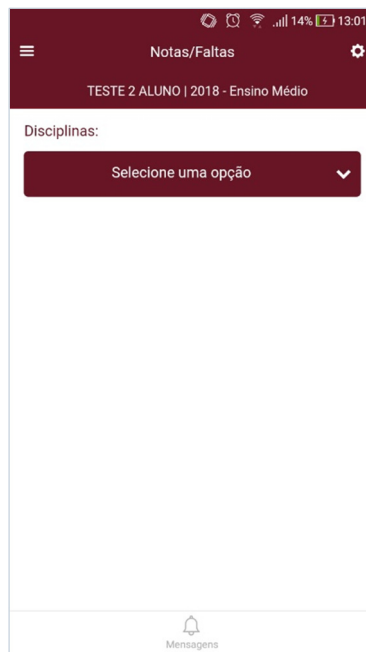 14% 13:01
Notas/Faltas
TESTE 2 ALUNO | 2018 - Ensino Médio
Disciplinas:
Selecione uma opção
Mensagens